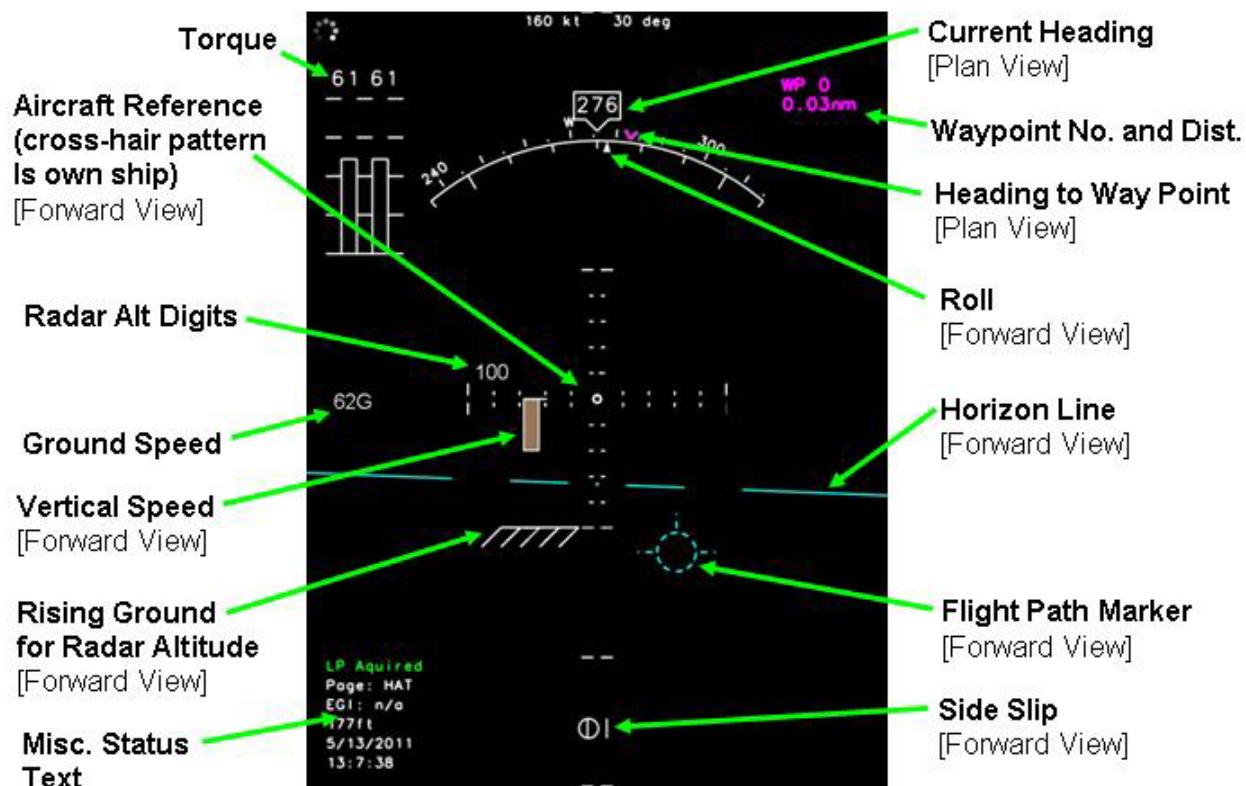 Torque
Aircraft Reference
(cross-hair pattern
Is own ship)
[Forward View]
Radar Alt Digits
Ground Speed
Vertical Speed
[Forward View]
Rising Ground
for Radar Altitude
[Forward View]
Misc. Status
Text
160 kt 30 deg
61 61
WP 0
0.03nm
276
W
240
300
100
62G
LP Aquired
Page: HAT
EGI: n/a
177ft
5/13/2011
13:7:38
Current Heading
[Plan View]
Waypoint No. and Dist.
Heading to Way Point
[Plan View]
Roll
[Forward View]
Horizon Line
[Forward View]
Flight Path Marker
[Forward View]
Side Slip
[Forward View]